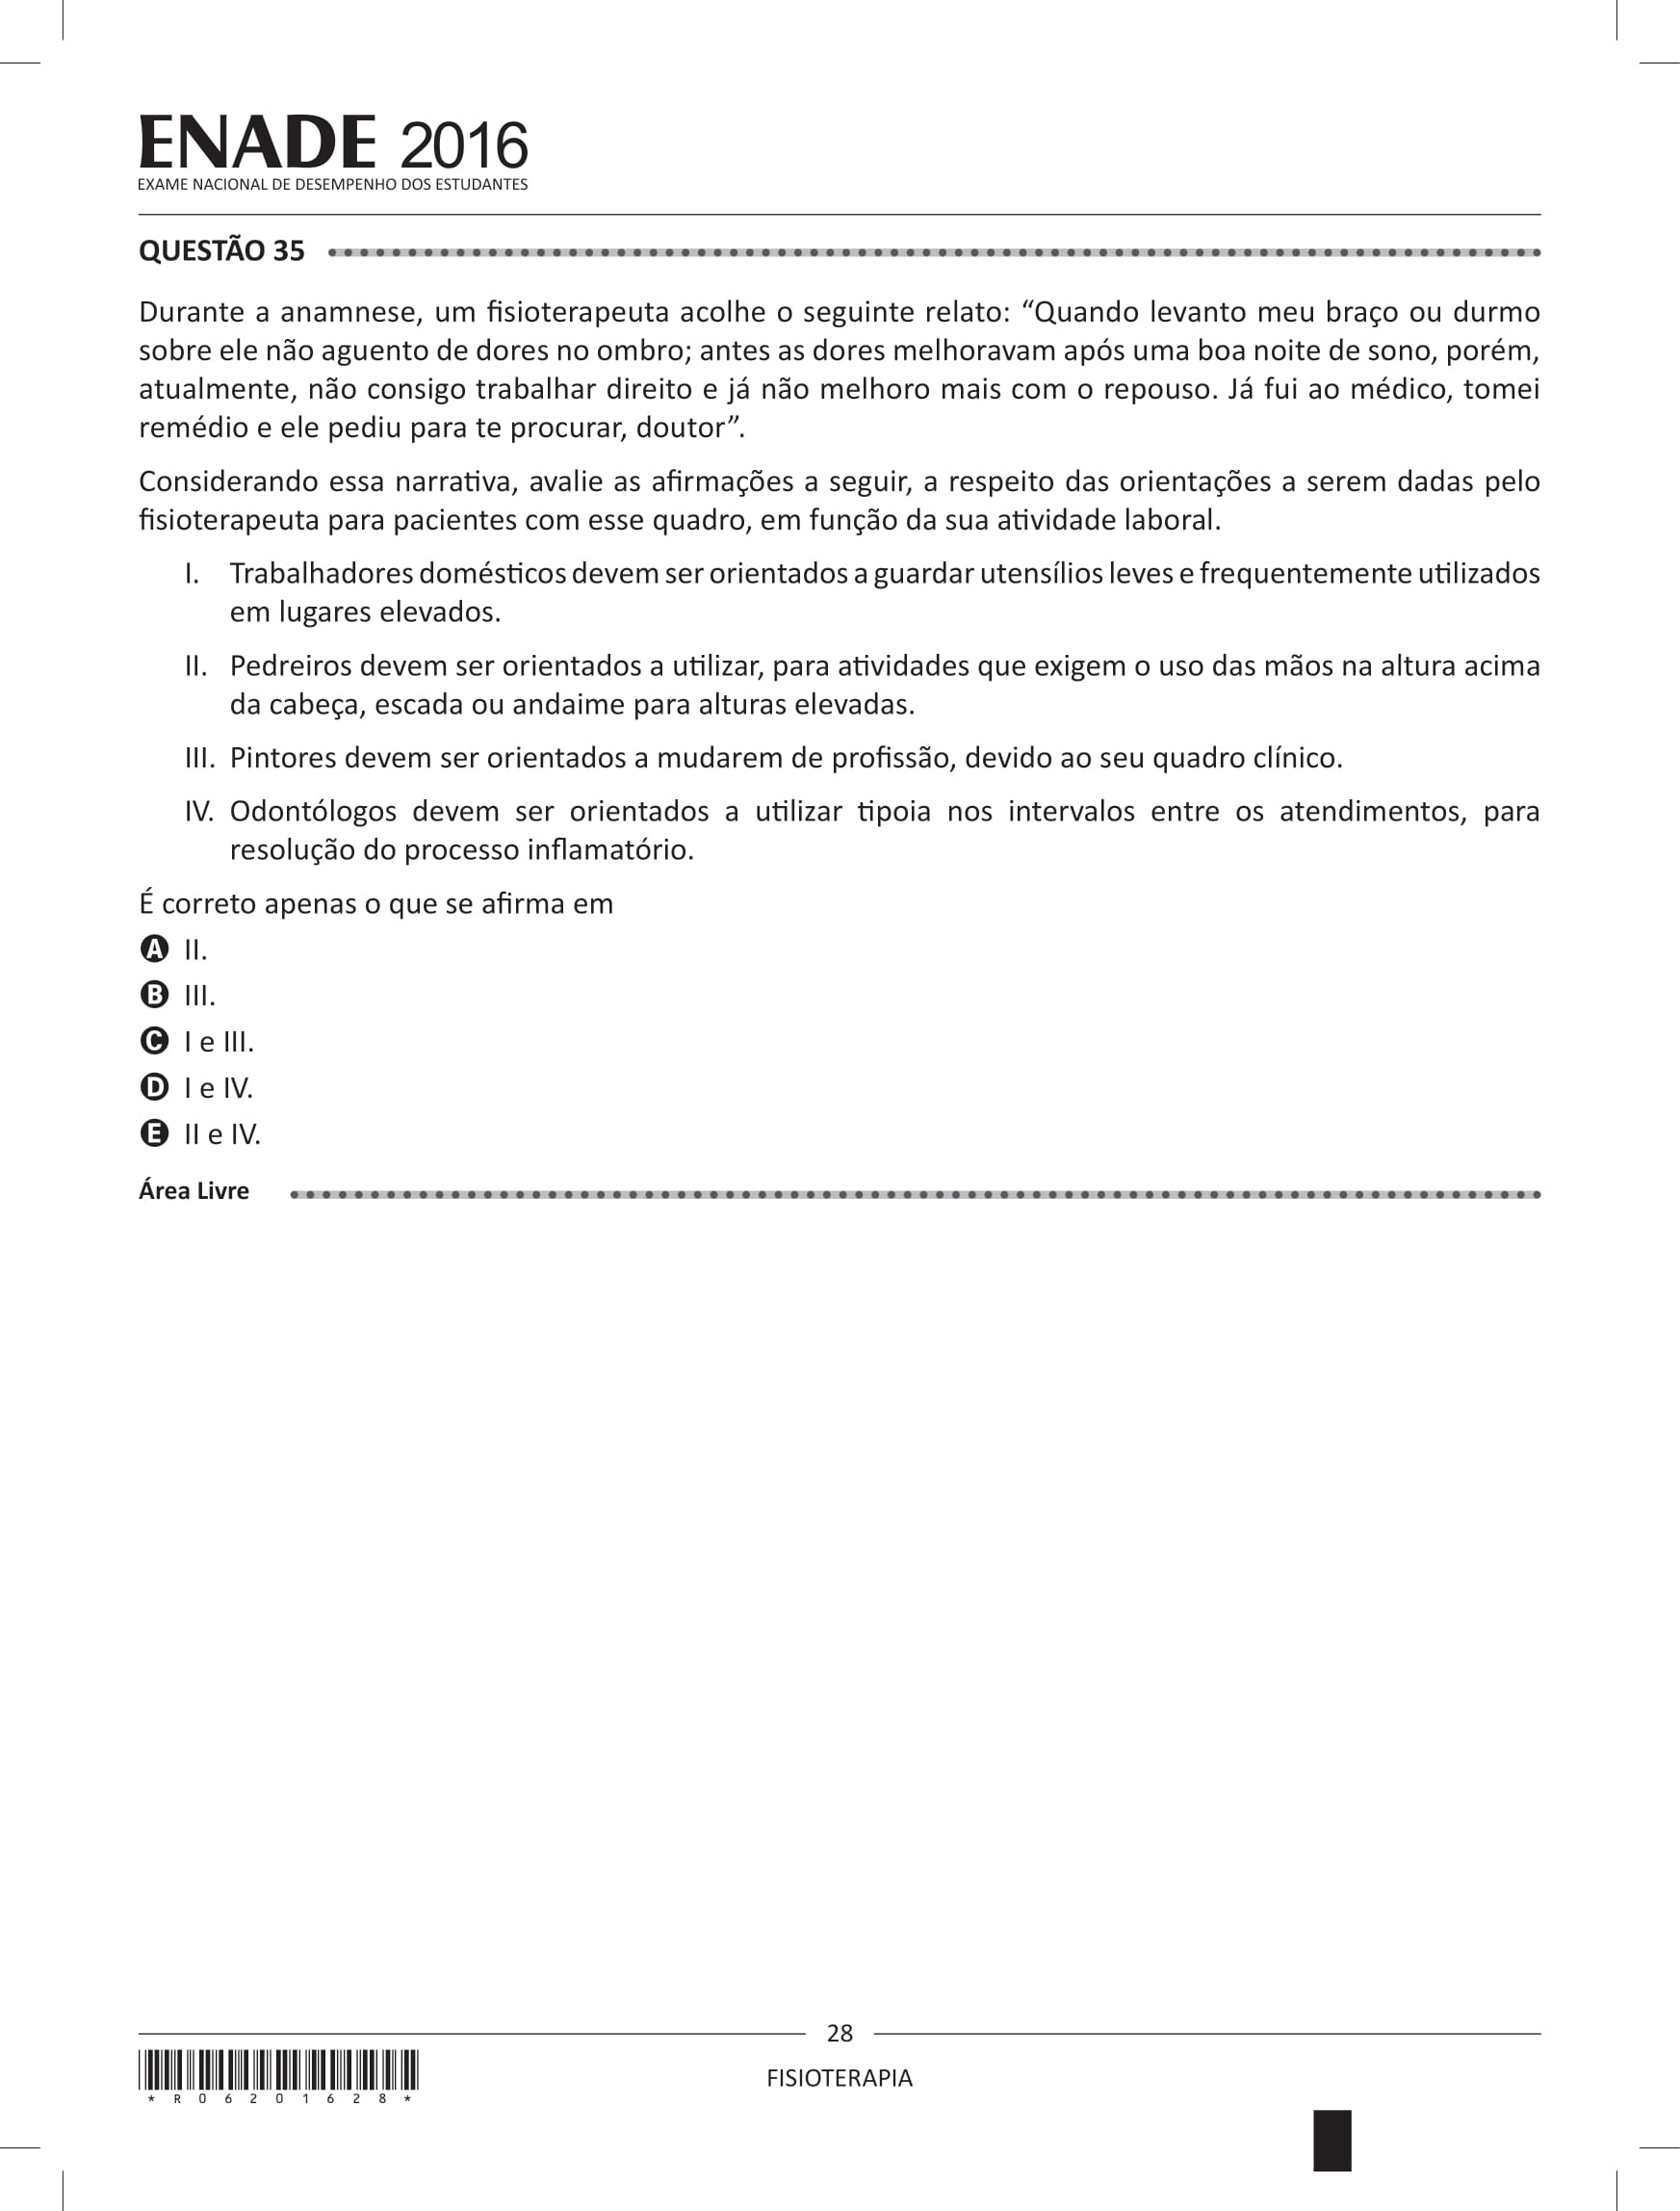 ENADE 2016
EXAME NACIONAL DE DESEMPENHO DOS ESTUDANTES
QUESTÃO 35
Durante a anamnese, um fisioterapeuta acolhe o seguinte relato: “Quando levanto meu braço ou durmo
sobre ele não aguento de dores no ombro; antes as dores melhoravam após uma boa noite de sono, porém,
atualmente, não consigo trabalhar direito e já não melhoro mais com o repouso. Já fui ao médico, tomei
remédio e ele pediu para te procurar, doutor”.
Considerando essa narrativa, avalie as afirmações a seguir, a respeito das orientações a serem dadas pelo
fisioterapeuta para pacientes com esse quadro, em função da sua atividade laboral.
I. Trabalhadores domésticos devem ser orientados a guardar utensílios leves e frequentemente utilizados
em lugares elevados.
II. Pedreiros devem ser orientados a utilizar, para atividades que exigem o uso das mãos na altura acima
da cabeça, escada ou andaime para alturas elevadas.
III. Pintores devem ser orientados a mudarem de profissão, devido ao seu quadro clínico.
IV. Odontólogos devem ser orientados a utilizar tipoia nos intervalos entre os atendimentos, para
resolução do processo inflamatório.
É correto apenas o que se afirma em
A II.
B III.
C I e III.
D I e IV.
E II e IV.
Área Livre
28
FISIOTERAPIA
* R 0 6 2 0 1 6 2 8 *